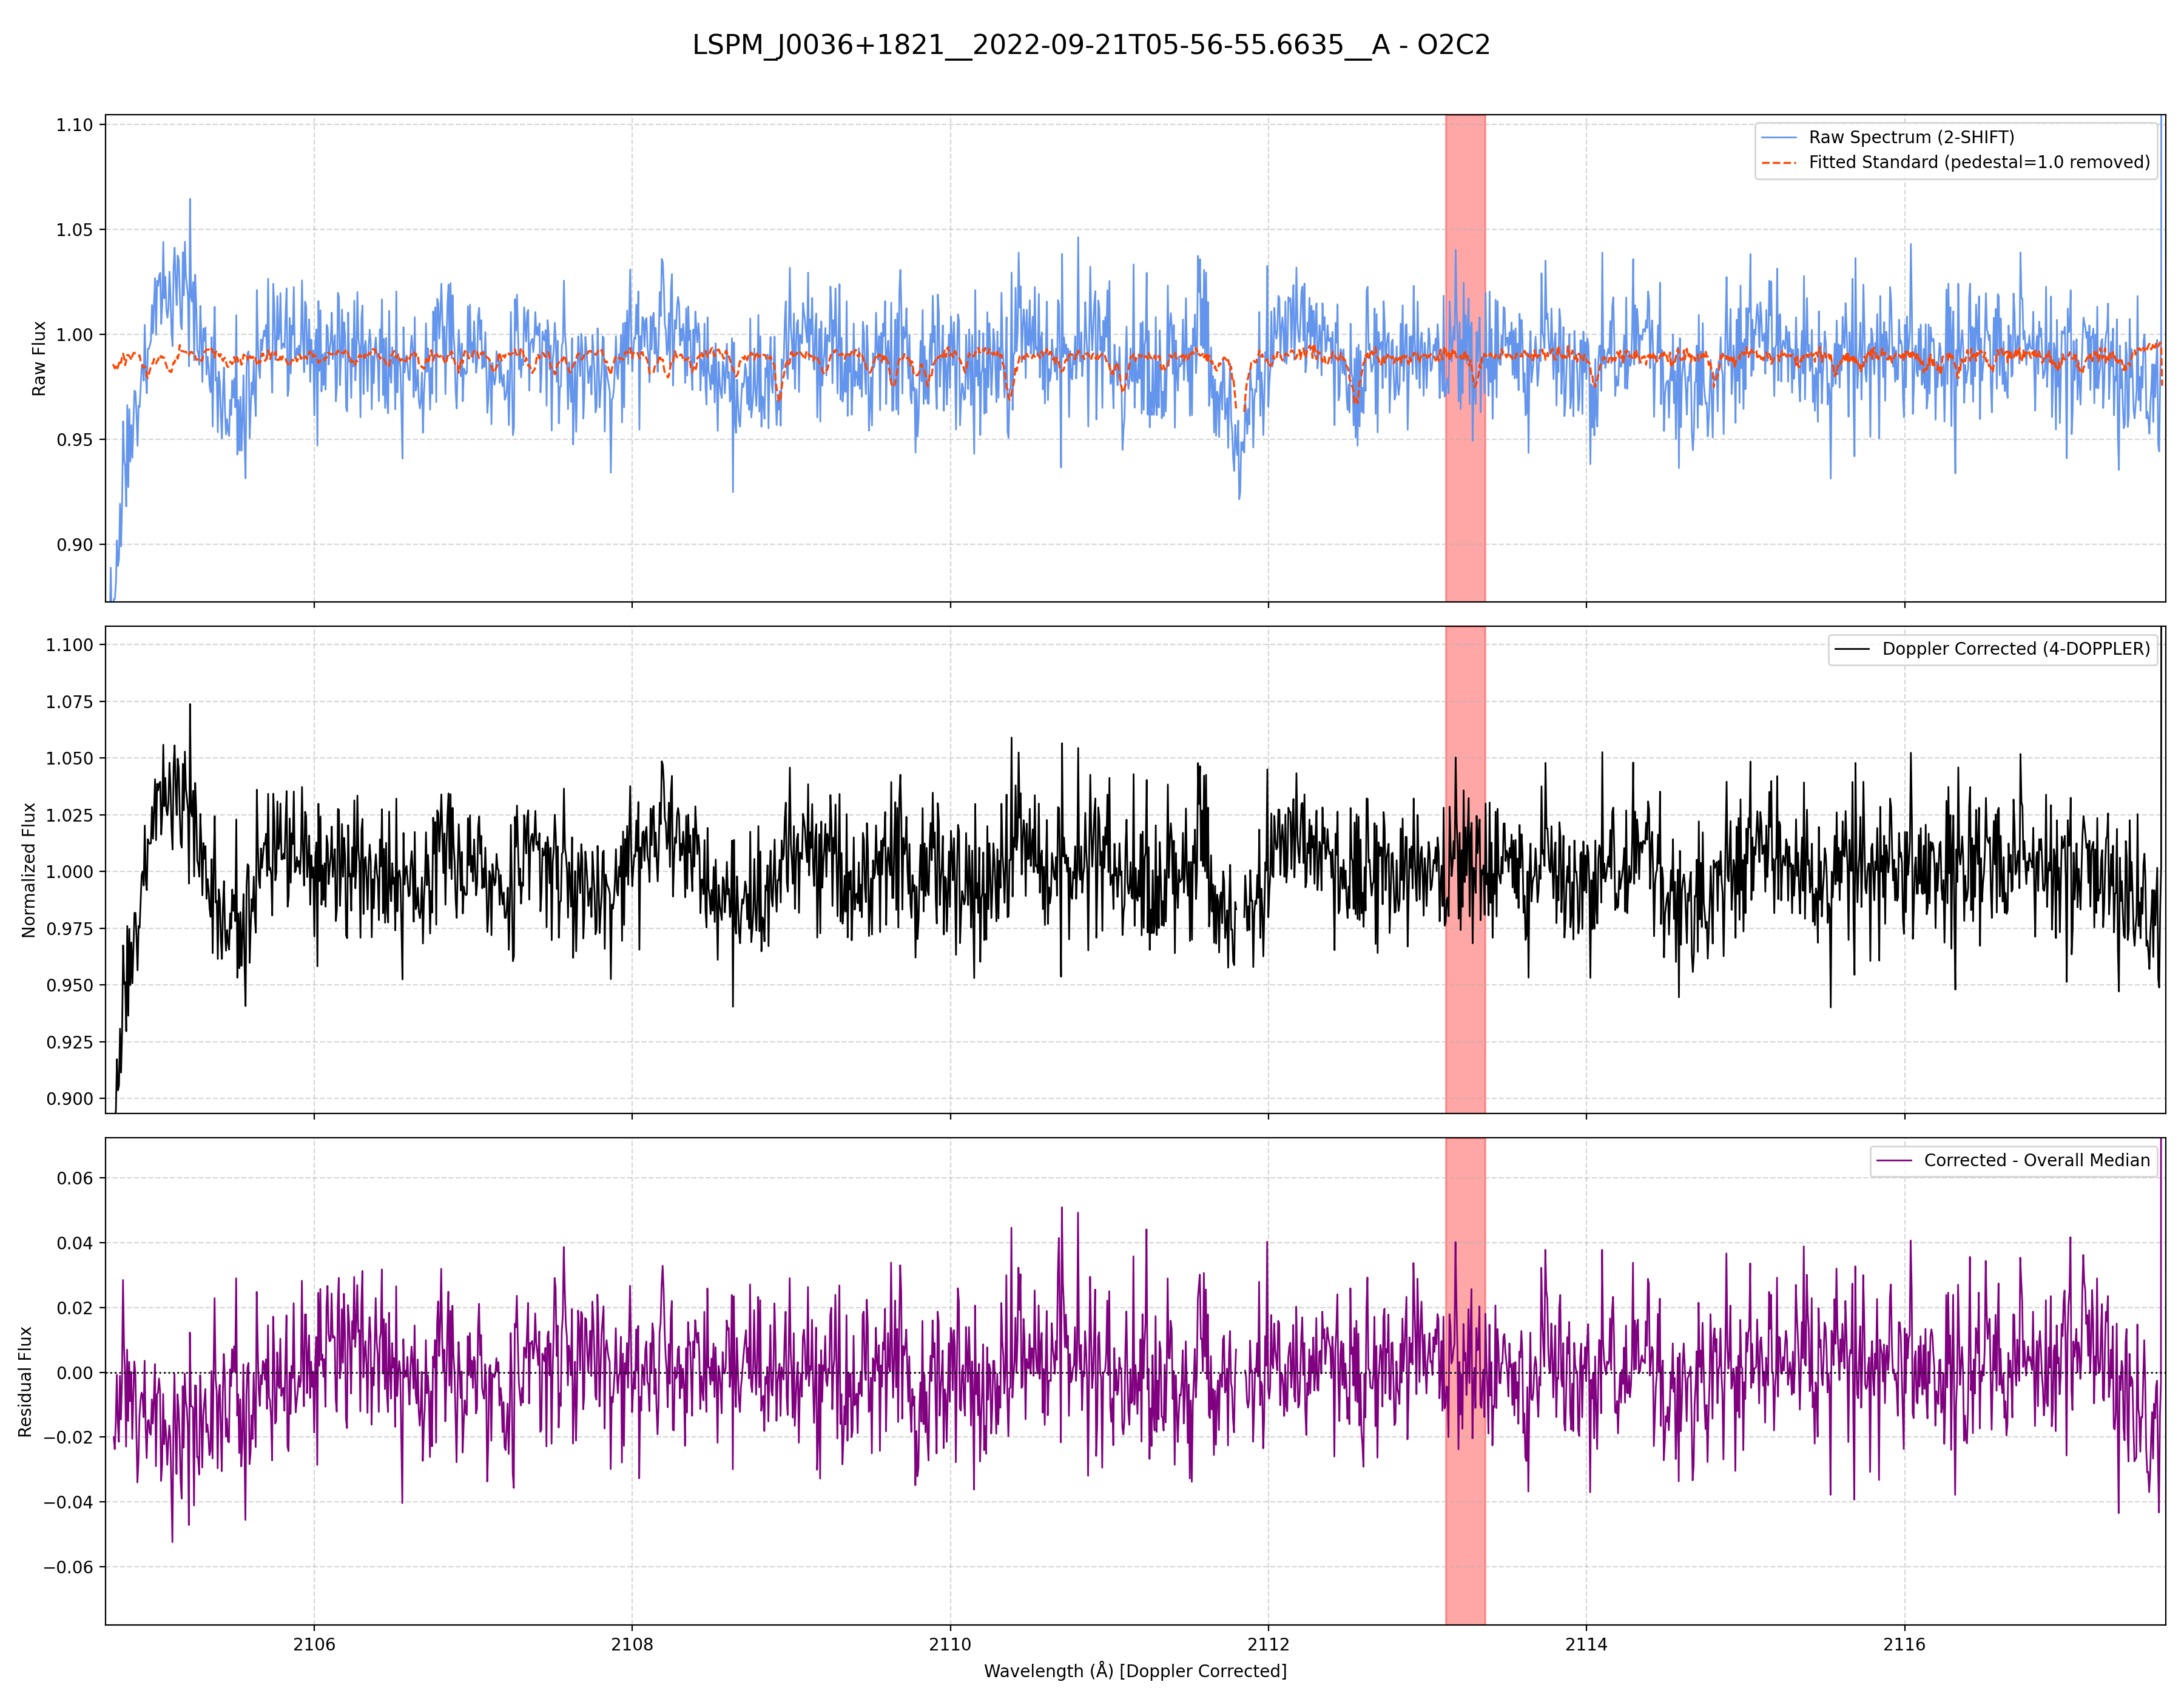 LSPM_J0036+1821__2022-09-21T05-56-55.6635__A - O2C2
Raw Flux
1.10
1.05
1.00
0.95
0.90
Raw Spectrum (2-SHIFT)
Fitted Standard (pedestal=1.0 removed)
Normalized Flux
1.100
1.075
1.050
1.025
1.000
0.975
0.950
0.925
0.900
Doppler Corrected (4-DOPPLER)
Residual Flux
0.06
0.04
0.02
0.00
−0.02
−0.04
−0.06
Corrected - Overall Median
2106 2108 2110 2112 2114 2116
Wavelength (Å) [Doppler Corrected]